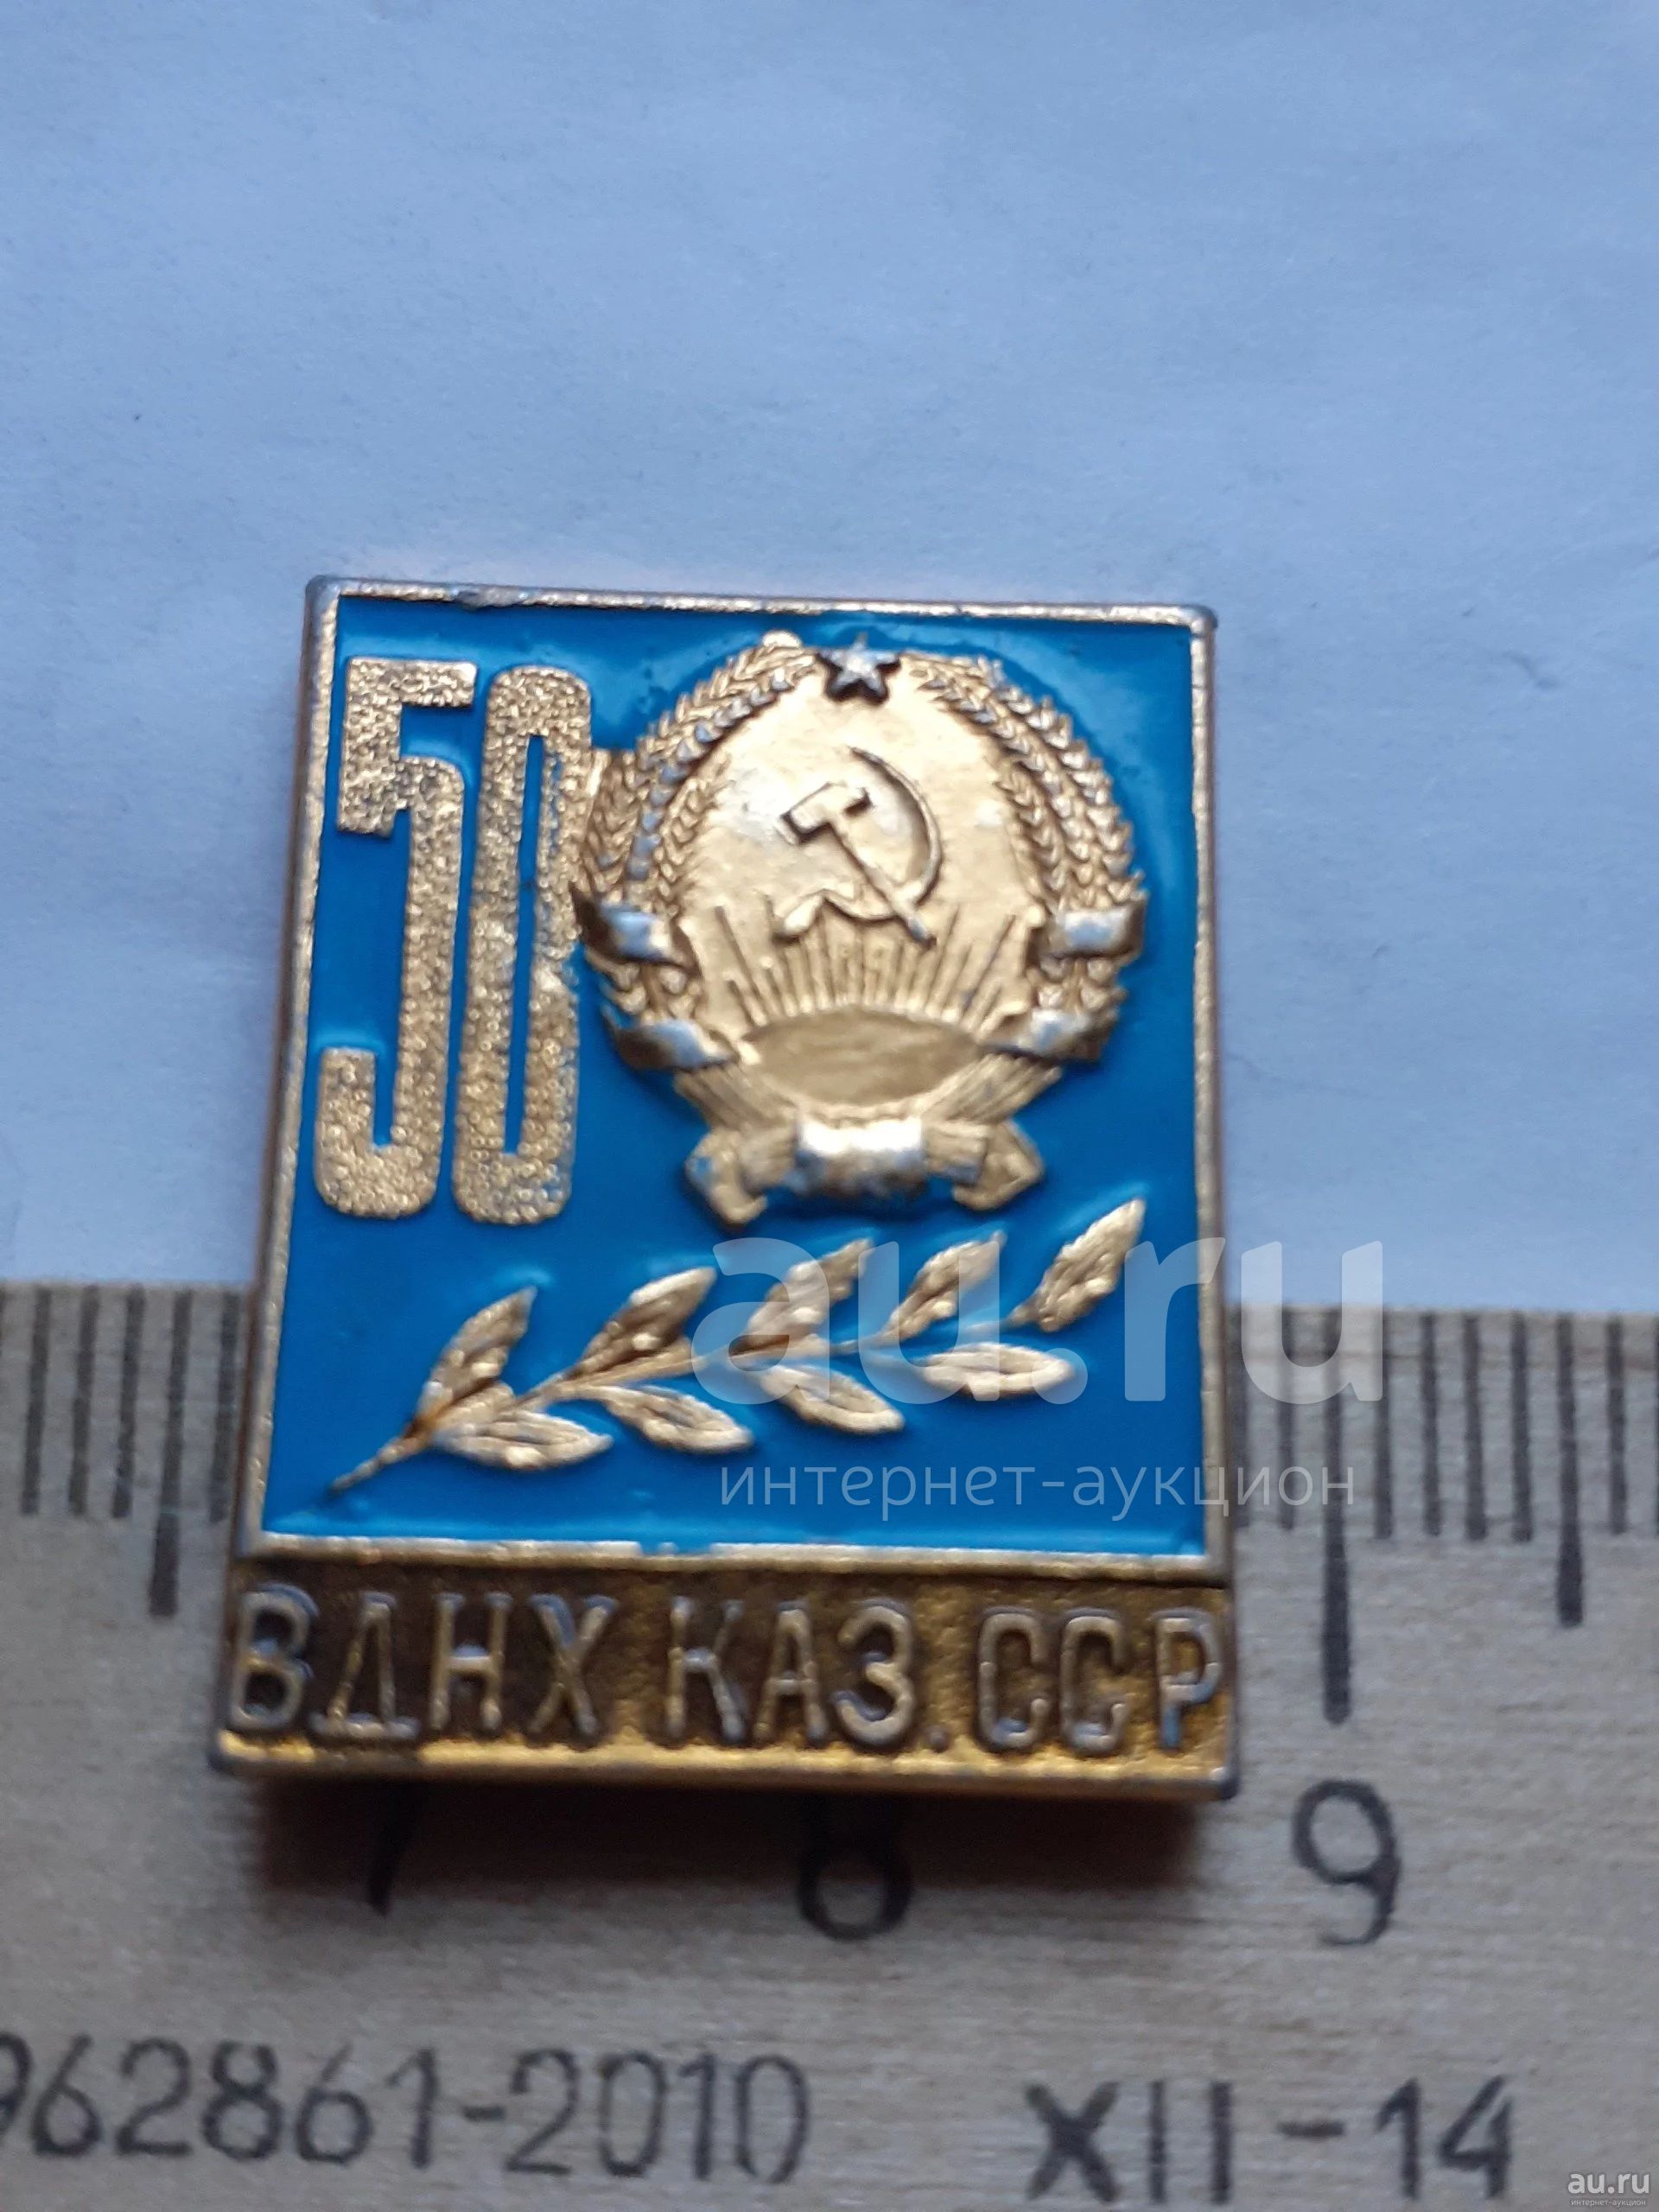 50
au.ru
интернет-аукцион
ВДНХ КАЗ. ССР
7 8 9
962861-2010 XII-14
au.ru
интернет-аукцион